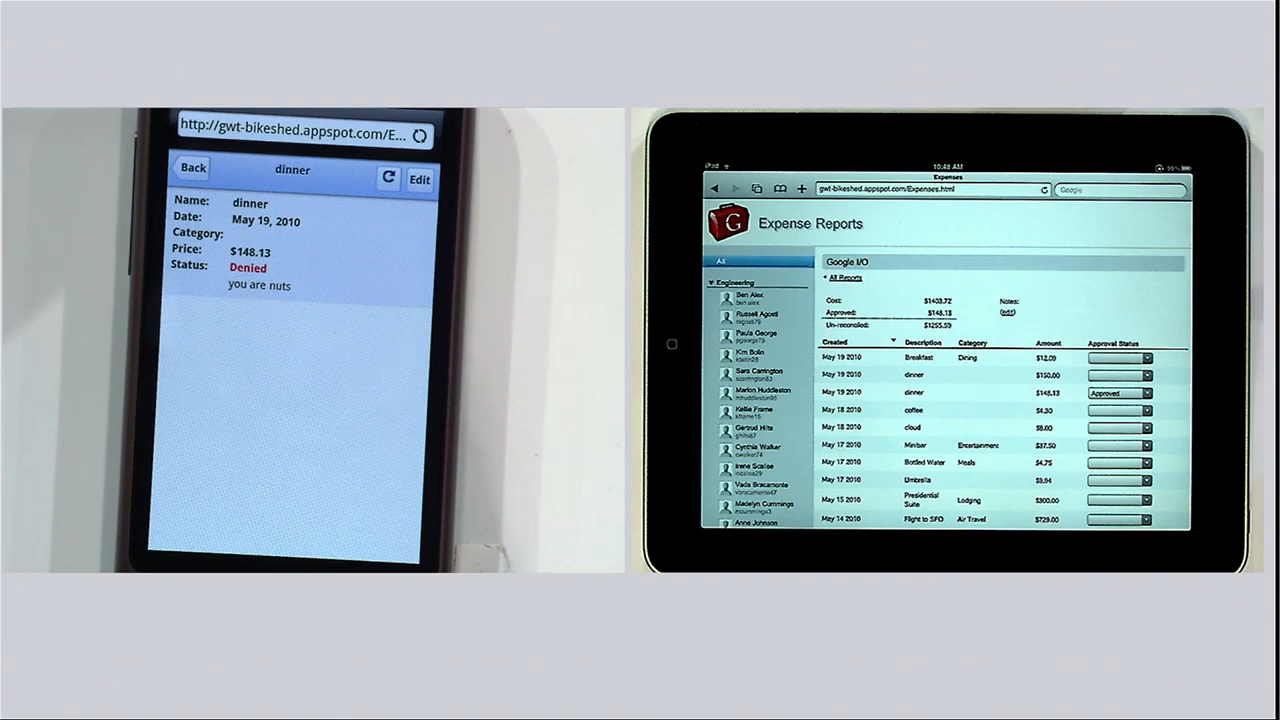 http://gwt-bikeshed.appspot.com/E...
Back
dinner
Edit
Name: dinner
Date: May 19, 2010
Category:
Price: $148.13
Status: Denied
you are nuts
iPad
10:48 AM
99%
Expenses
gwt-bikeshed.appspot.com/Expenses.html
Google
G
Expense Reports
All
Engineering
Ben Alex
Russell Agosti
Paula George
Kim Bolin
Sara Carrington
Marlon Huddleston
Kellie Frame
Gertrud Hilts
Cynthia Walker
Irene Scalise
Vada Bracamonte
Madelyn Cummings
Anne Johnson
Google I/O
All Reports
Cost: $1403.72
Approved: $148.13
Un-reconciled: $1255.59
Notes:
(edit)
Created Description Category Amount Approval Status
May 19 2010 Breakfast Dining $12.09
May 19 2010 dinner $150.00
May 19 2010 dinner $148.13 Approved
May 18 2010 coffee $4.30
May 18 2010 cloud $8.00
May 17 2010 Minibar Entertainment $37.50
May 17 2010 Bottled Water Meals $4.75
May 17 2010 Umbrella $9.94
May 15 2010 Presidential Suite Lodging $300.00
May 14 2010 Flight to SFO Air Travel $729.00